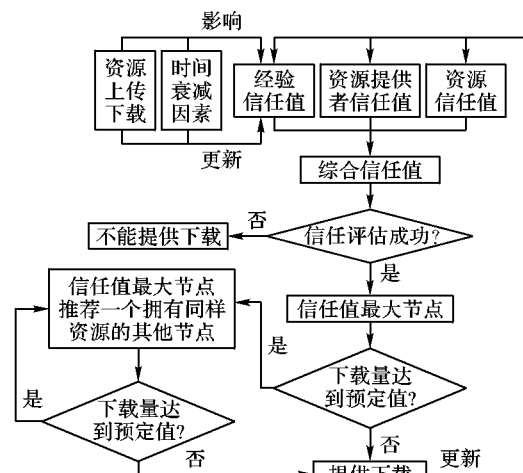 影响
资源
上传
下载
时间
衰减
因素
经验
信任值
资源提供
者信任值
资源
信任值
更新
综合信任值
信任评估成功?
否
不能提供下载
是
信任值最大节点
推荐一个拥有同样
资源的其他节点
信任值最大节点
是
下载量达
到预定值?
是
下载量达
到预定值?
否
否
提供下载
更新